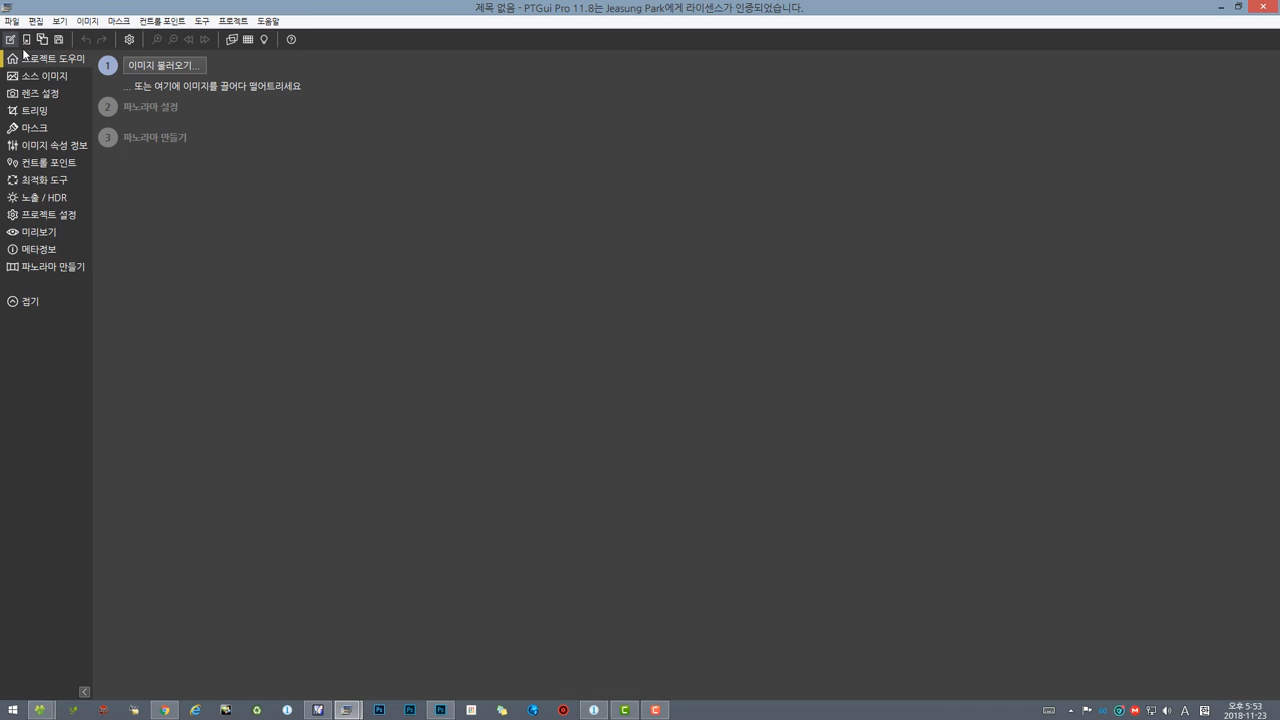 제목 없음 - PTGui Pro 11.8는 Jeasung Park에게 라이센스가 인증되었습니다.
파일 편집 보기 이미지 마스크 컨트롤 포인트 도구 프로젝트 도움말
프로젝트 도우미
소스 이미지
렌즈 설정
트리밍
마스크
이미지 속성 정보
컨트롤 포인트
최적화 도구
노출 / HDR
프로젝트 설정
미리보기
메타정보
파노라마 만들기
접기
1 이미지 불러오기...
... 또는 여기에 이미지를 끌어다 떨어트리세요
2 파노라마 설정
3 파노라마 만들기
오후 5:53
2018-11-23